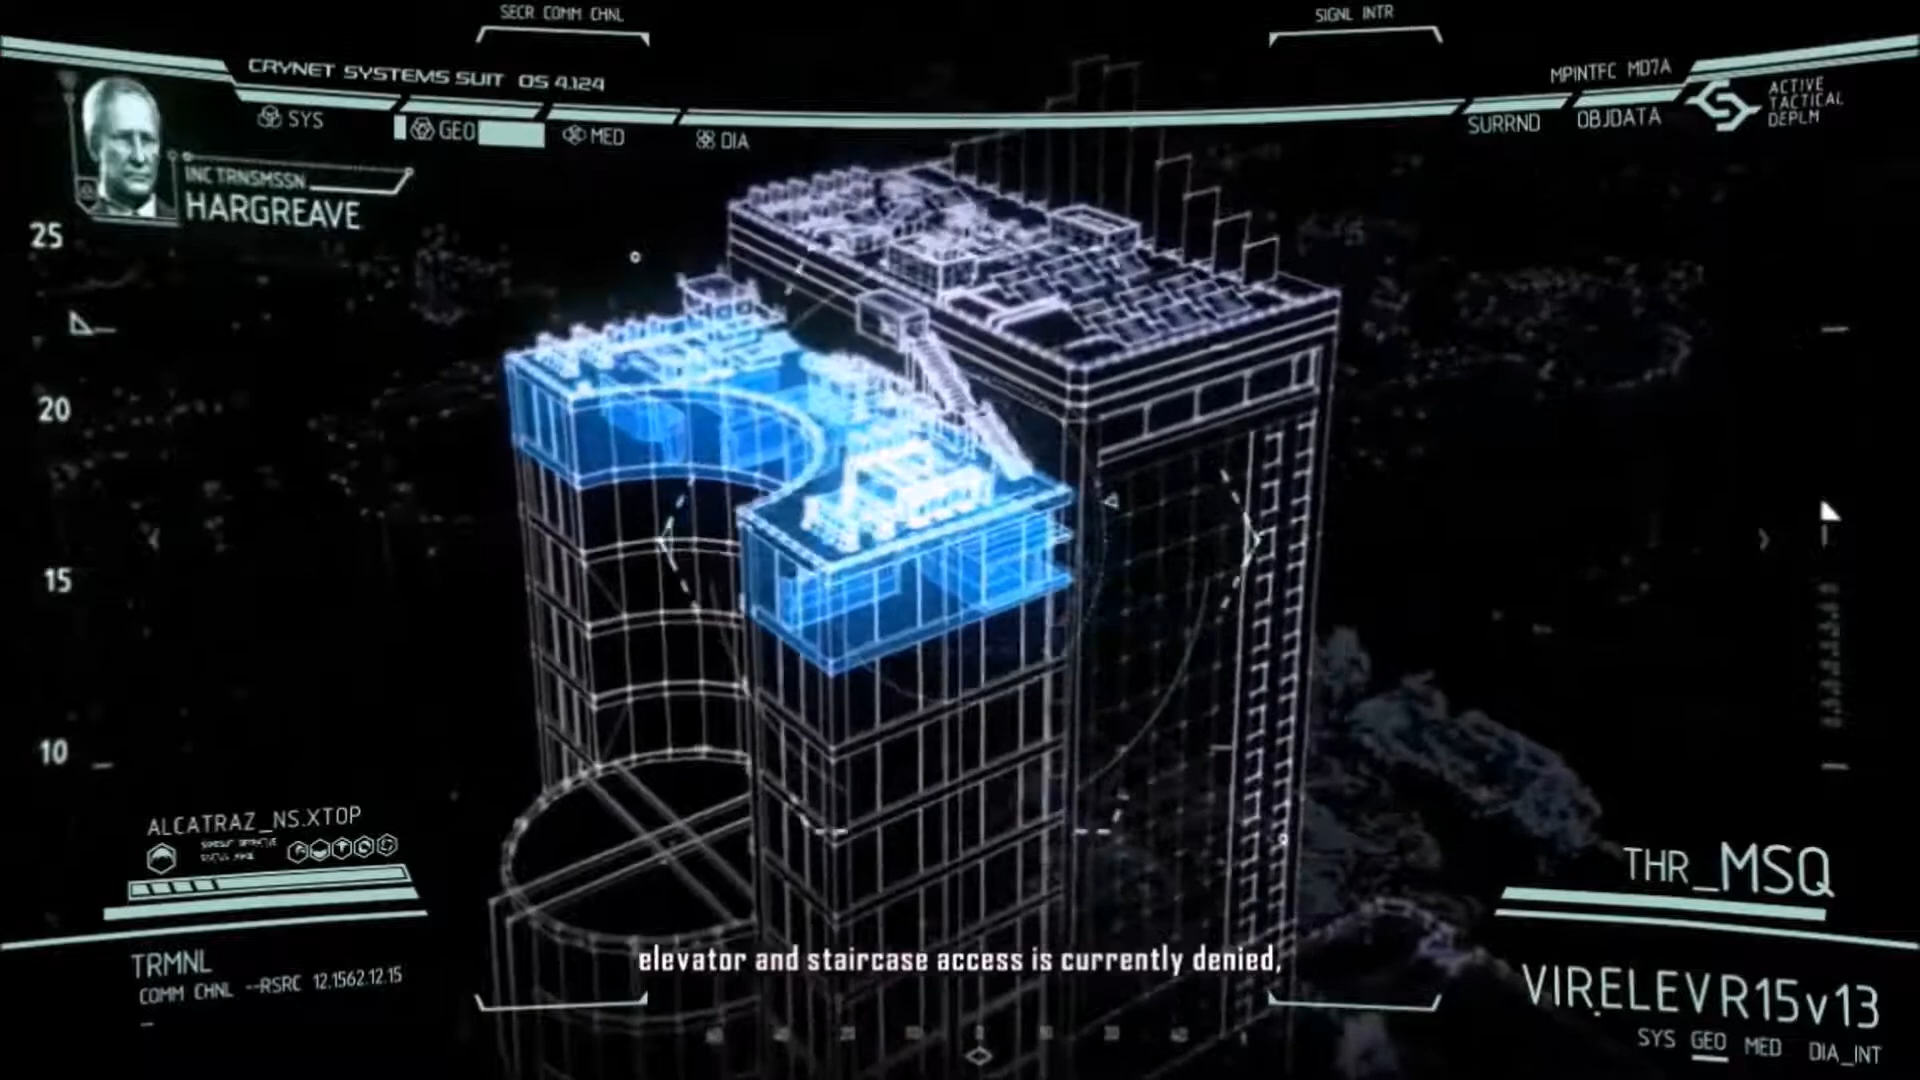 SECR COMM CHNL
SIGNL INTR
CRYNET SYSTEMS SUIT OS 4.124
MPINTFC MD7A
ACTIVE
TACTICAL
DEPLM
SYS
GEO
MED
DIA
SURRND
OBJDATA
INC TRNSMSSN
HARGREAVE
25
20
15
10
ALCATRAZ_NS.XTOP
THR_MSQ
elevator and staircase access is currently denied,
TRMNL
COMM CHNL --RSRC 12.1562.12.15
VIRELEVR15v13
SYS GEO MED DIA_INT